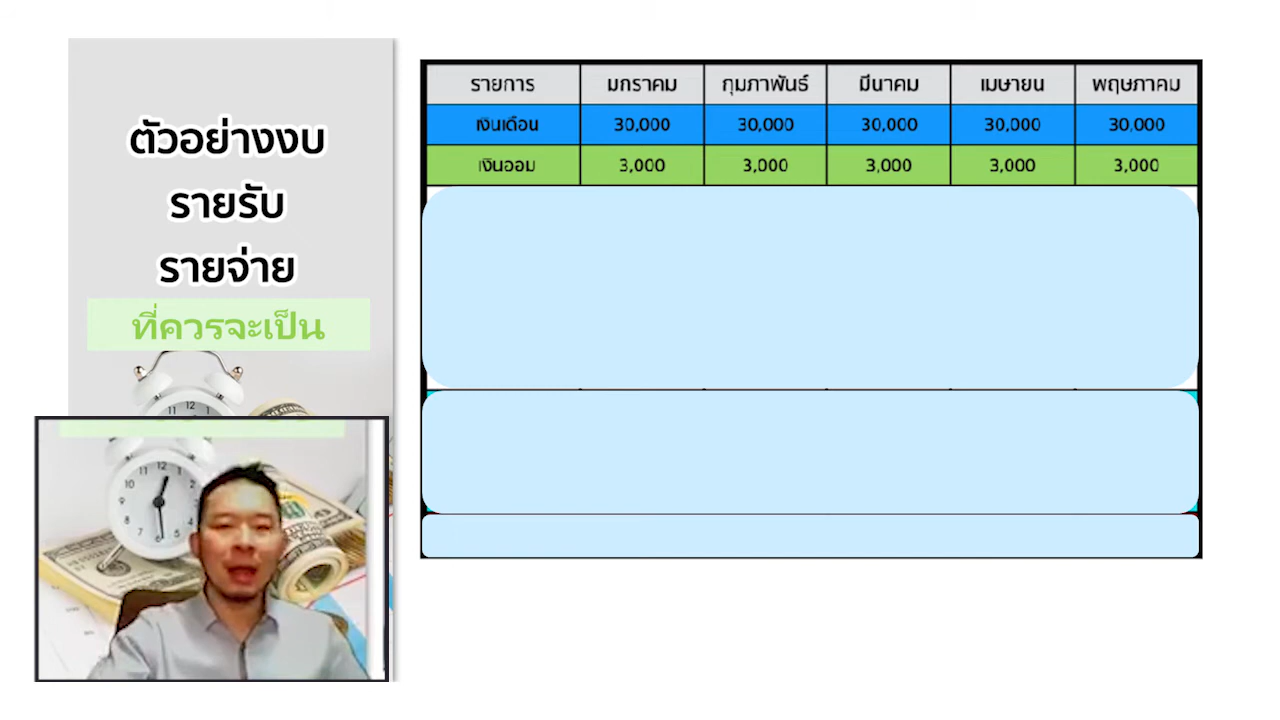 ตัวอย่างงบ
รายรับ
รายจ่าย
ที่ควรจะเป็น
รายการ มกราคม กุมภาพันธ์ มีนาคม เมษายน พฤษภาคม
เงินเดือน 30,000 30,000 30,000 30,000 30,000
เงินออม 3,000 3,000 3,000 3,000 3,000